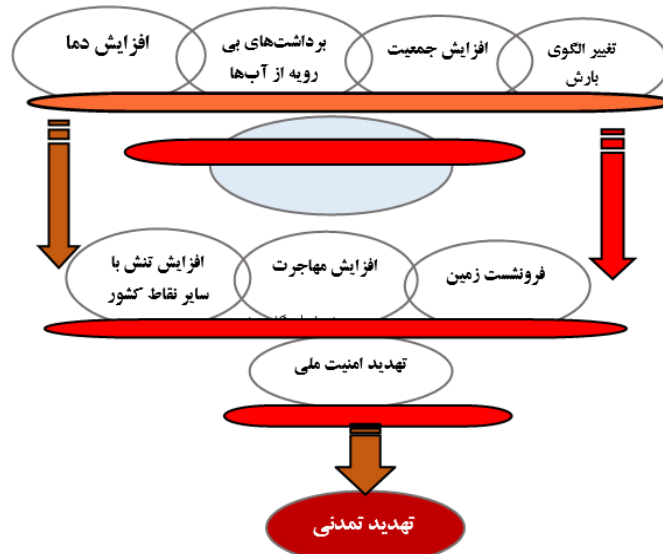 تغییر الگوی
بارش
افزایش جمعیت
برداشت‌های بی
رویه از آب‌ها
افزایش دما
فرونشست زمین
افزایش مهاجرت
افزایش تنش با
سایر نقاط کشور
تهدید امنیت ملی
تهدید تمدنی